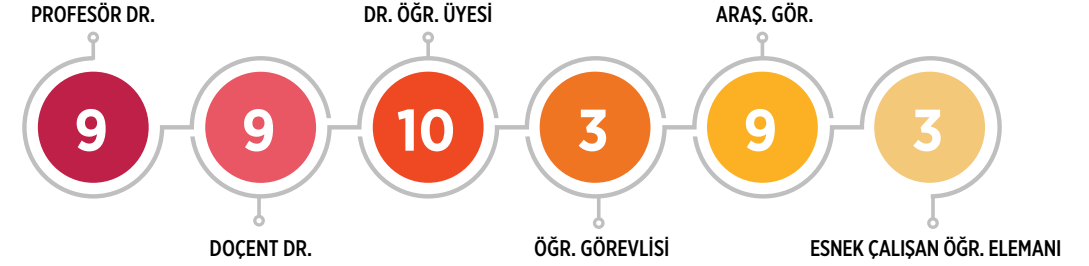 PROFESÖR DR.
DR. ÖĞR. ÜYESİ
ARAŞ. GÖR.
9
9
10
3
9
3
DOÇENT DR.
ÖĞR. GÖREVLİSİ
ESNEK ÇALIŞAN ÖĞR. ELEMANI